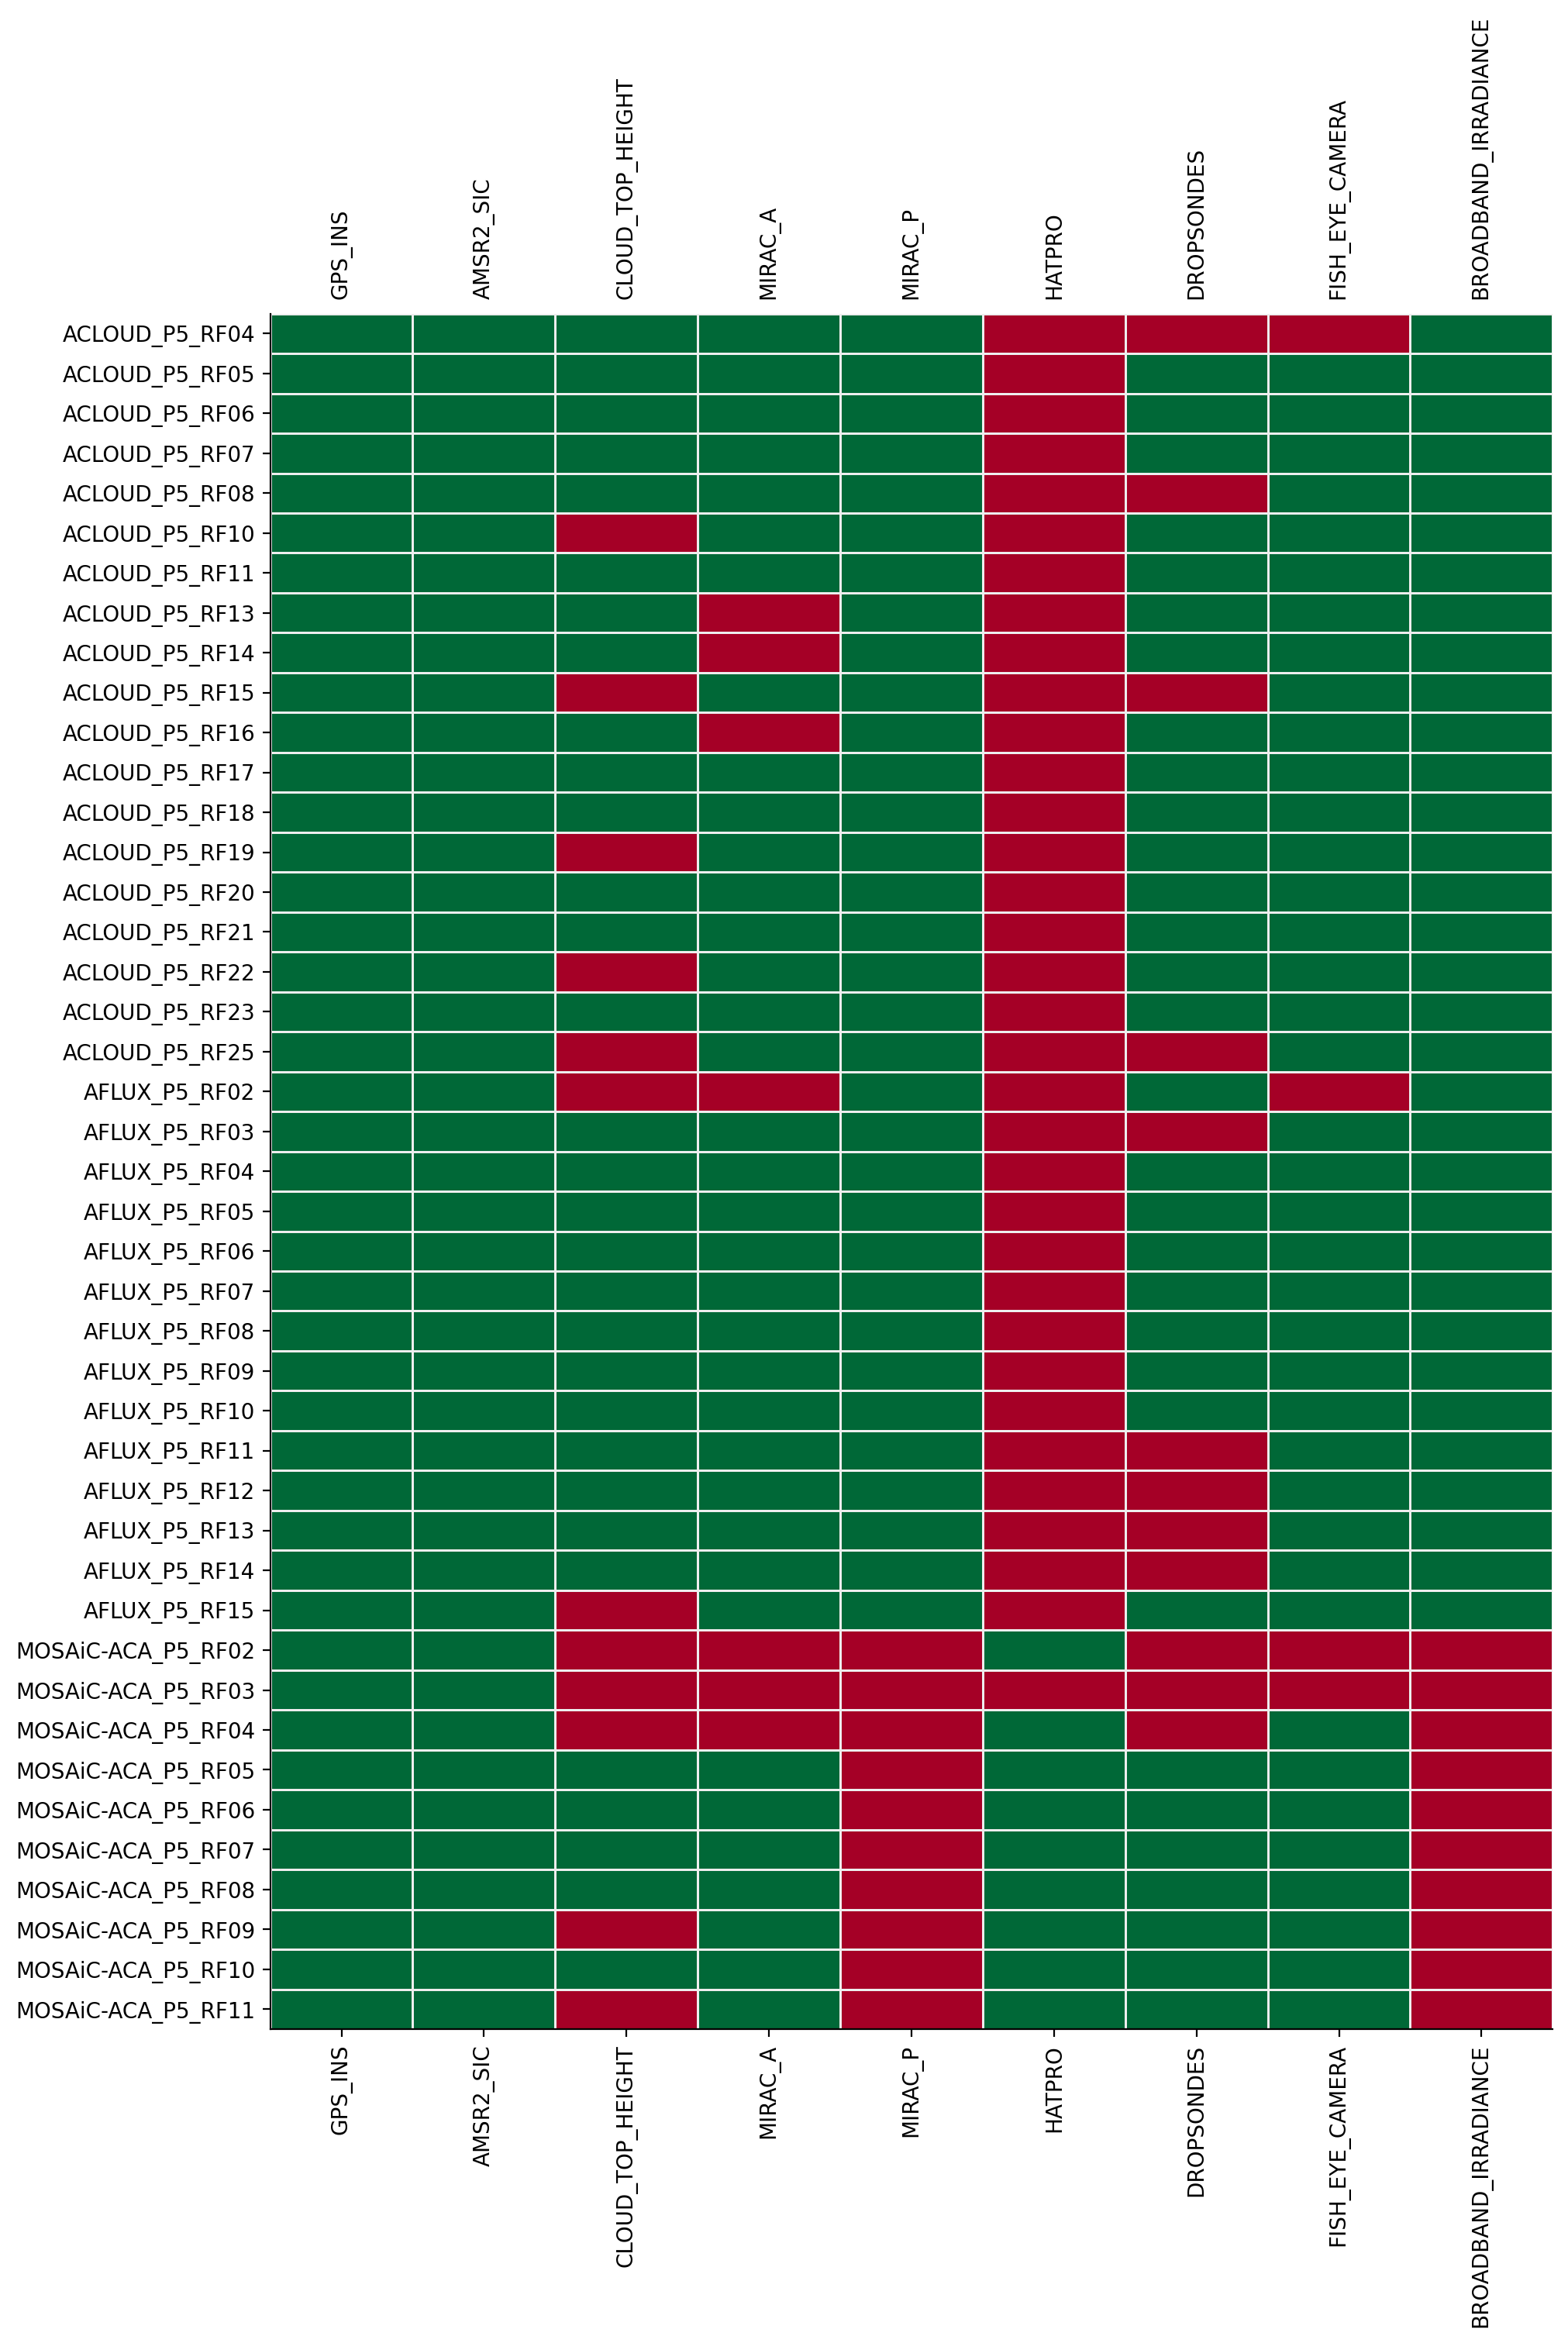 GPS_INS
AMSR2_SIC
CLOUD_TOP_HEIGHT
MIRAC_A
MIRAC_P
HATPRO
DROPSONDES
FISH_EYE_CAMERA
BROADBAND_IRRADIANCE
ACLOUD_P5_RF04
ACLOUD_P5_RF05
ACLOUD_P5_RF06
ACLOUD_P5_RF07
ACLOUD_P5_RF08
ACLOUD_P5_RF10
ACLOUD_P5_RF11
ACLOUD_P5_RF13
ACLOUD_P5_RF14
ACLOUD_P5_RF15
ACLOUD_P5_RF16
ACLOUD_P5_RF17
ACLOUD_P5_RF18
ACLOUD_P5_RF19
ACLOUD_P5_RF20
ACLOUD_P5_RF21
ACLOUD_P5_RF22
ACLOUD_P5_RF23
ACLOUD_P5_RF25
AFLUX_P5_RF02
AFLUX_P5_RF03
AFLUX_P5_RF04
AFLUX_P5_RF05
AFLUX_P5_RF06
AFLUX_P5_RF07
AFLUX_P5_RF08
AFLUX_P5_RF09
AFLUX_P5_RF10
AFLUX_P5_RF11
AFLUX_P5_RF12
AFLUX_P5_RF13
AFLUX_P5_RF14
AFLUX_P5_RF15
MOSAiC-ACA_P5_RF02
MOSAiC-ACA_P5_RF03
MOSAiC-ACA_P5_RF04
MOSAiC-ACA_P5_RF05
MOSAiC-ACA_P5_RF06
MOSAiC-ACA_P5_RF07
MOSAiC-ACA_P5_RF08
MOSAiC-ACA_P5_RF09
MOSAiC-ACA_P5_RF10
MOSAiC-ACA_P5_RF11
GPS_INS
AMSR2_SIC
CLOUD_TOP_HEIGHT
MIRAC_A
MIRAC_P
HATPRO
DROPSONDES
FISH_EYE_CAMERA
BROADBAND_IRRADIANCE